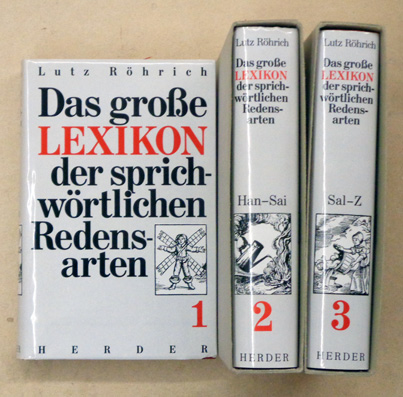 Lutz Röhrich
Das große
LEXIKON
der sprich-
wörtlichen
Redens-
arten
1
HERDER
Lutz Röhrich
Das große
LEXIKON
der sprich-
wörtlichen
Redens-
arten
Han–Sai
2
HERDER
Lutz Röhrich
Das große
LEXIKON
der sprich-
wörtlichen
Redens-
arten
Sal–Z
3
HERDER